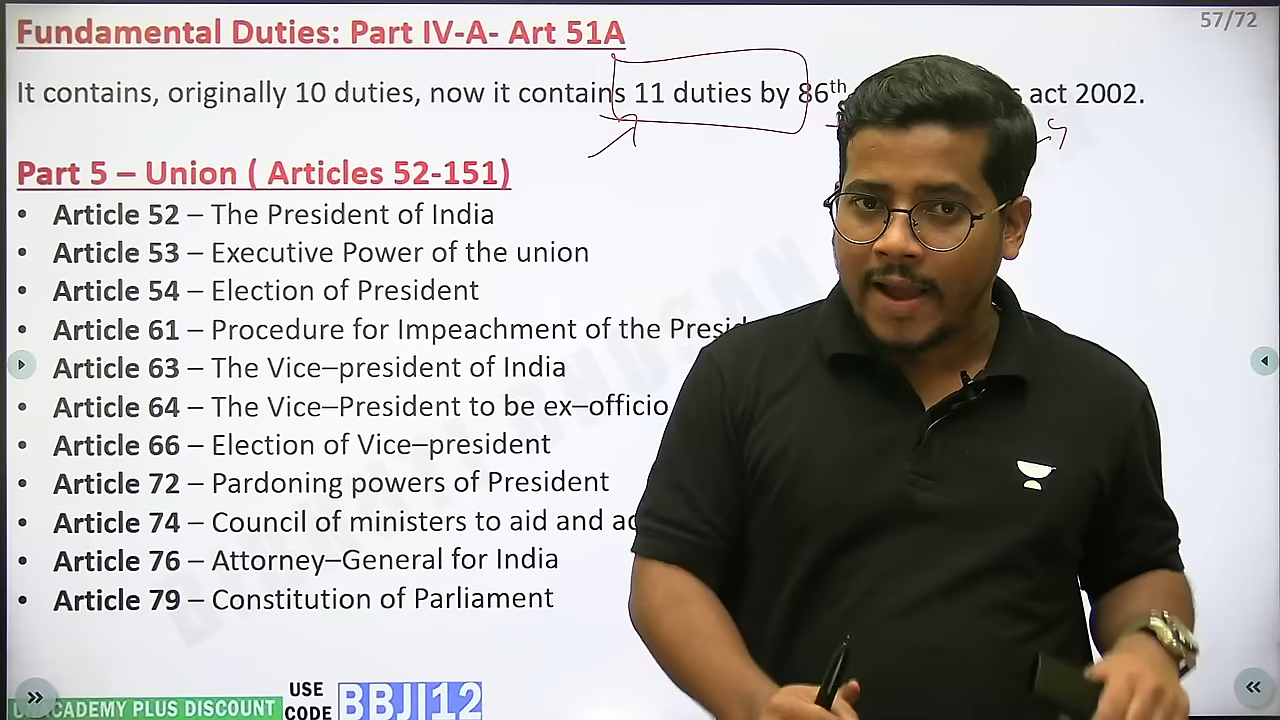 57/72
Fundamental Duties: Part IV-A- Art 51A
It contains, originally 10 duties, now it contains 11 duties by 86th act 2002.
Part 5 – Union ( Articles 52-151)
• Article 52 – The President of India
• Article 53 – Executive Power of the union
• Article 54 – Election of President
• Article 61 – Procedure for Impeachment of the Presid
• Article 63 – The Vice–president of India
• Article 64 – The Vice–President to be ex–officio
• Article 66 – Election of Vice–president
• Article 72 – Pardoning powers of President
• Article 74 – Council of ministers to aid and ad
• Article 76 – Attorney–General for India
• Article 79 – Constitution of Parliament
ACADEMY PLUS DISCOUNT
USE
CODE
BBJI12